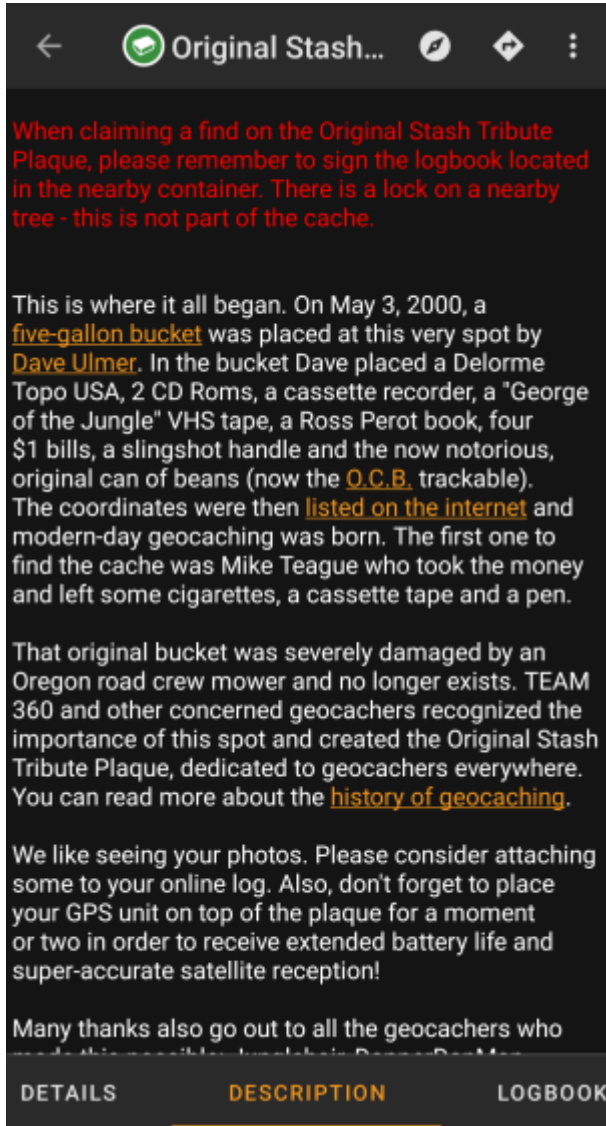 Original Stash...
When claiming a find on the Original Stash Tribute
Plaque, please remember to sign the logbook located
in the nearby container. There is a lock on a nearby
tree - this is not part of the cache.
This is where it all began. On May 3, 2000, a
five-gallon bucket was placed at this very spot by
Dave Ulmer. In the bucket Dave placed a Delorme
Topo USA, 2 CD Roms, a cassette recorder, a "George
of the Jungle" VHS tape, a Ross Perot book, four
$1 bills, a slingshot handle and the now notorious,
original can of beans (now the O.C.B. trackable).
The coordinates were then listed on the internet and
modern-day geocaching was born. The first one to
find the cache was Mike Teague who took the money
and left some cigarettes, a cassette tape and a pen.
That original bucket was severely damaged by an
Oregon road crew mower and no longer exists. TEAM
360 and other concerned geocachers recognized the
importance of this spot and created the Original Stash
Tribute Plaque, dedicated to geocachers everywhere.
You can read more about the history of geocaching.
We like seeing your photos. Please consider attaching
some to your online log. Also, don't forget to place
your GPS unit on top of the plaque for a moment
or two in order to receive extended battery life and
super-accurate satellite reception!
Many thanks also go out to all the geocachers who
DETAILS DESCRIPTION LOGBOOK